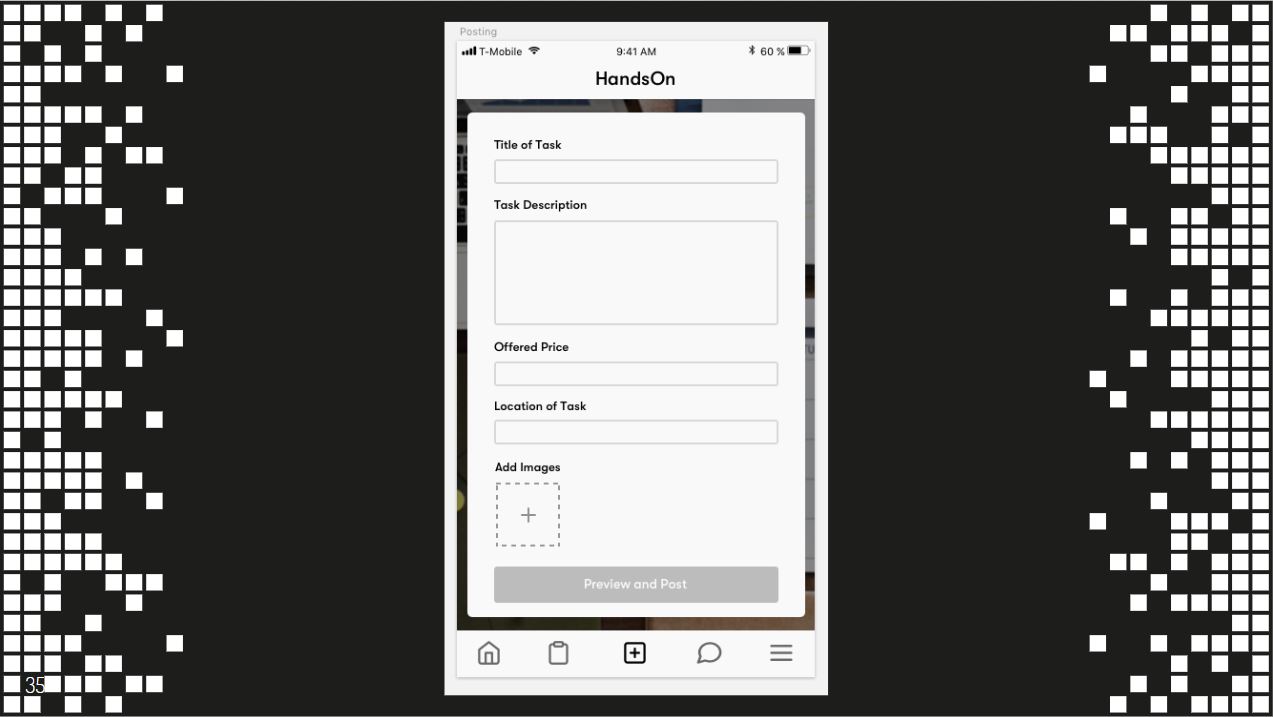 Posting
T-Mobile 9:41 AM 60 %
HandsOn
Title of Task
Task Description
Offered Price
Location of Task
Add Images
+
Preview and Post
35